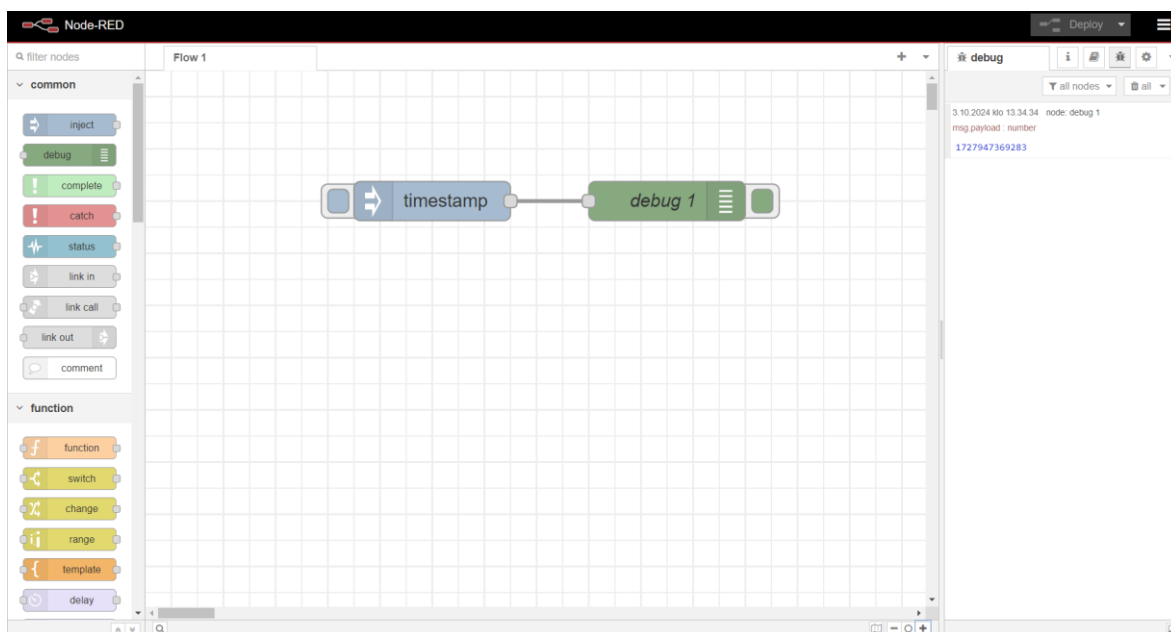 Node-RED
Deploy
filter nodes
Flow 1
debug
i
all nodes
all
common
inject
debug
complete
catch
status
link in
link call
link out
comment
function
function
switch
change
range
template
delay
timestamp
debug 1
3.10.2024 klo 13.34.34 node: debug 1
msg.payload : number
1727947369283